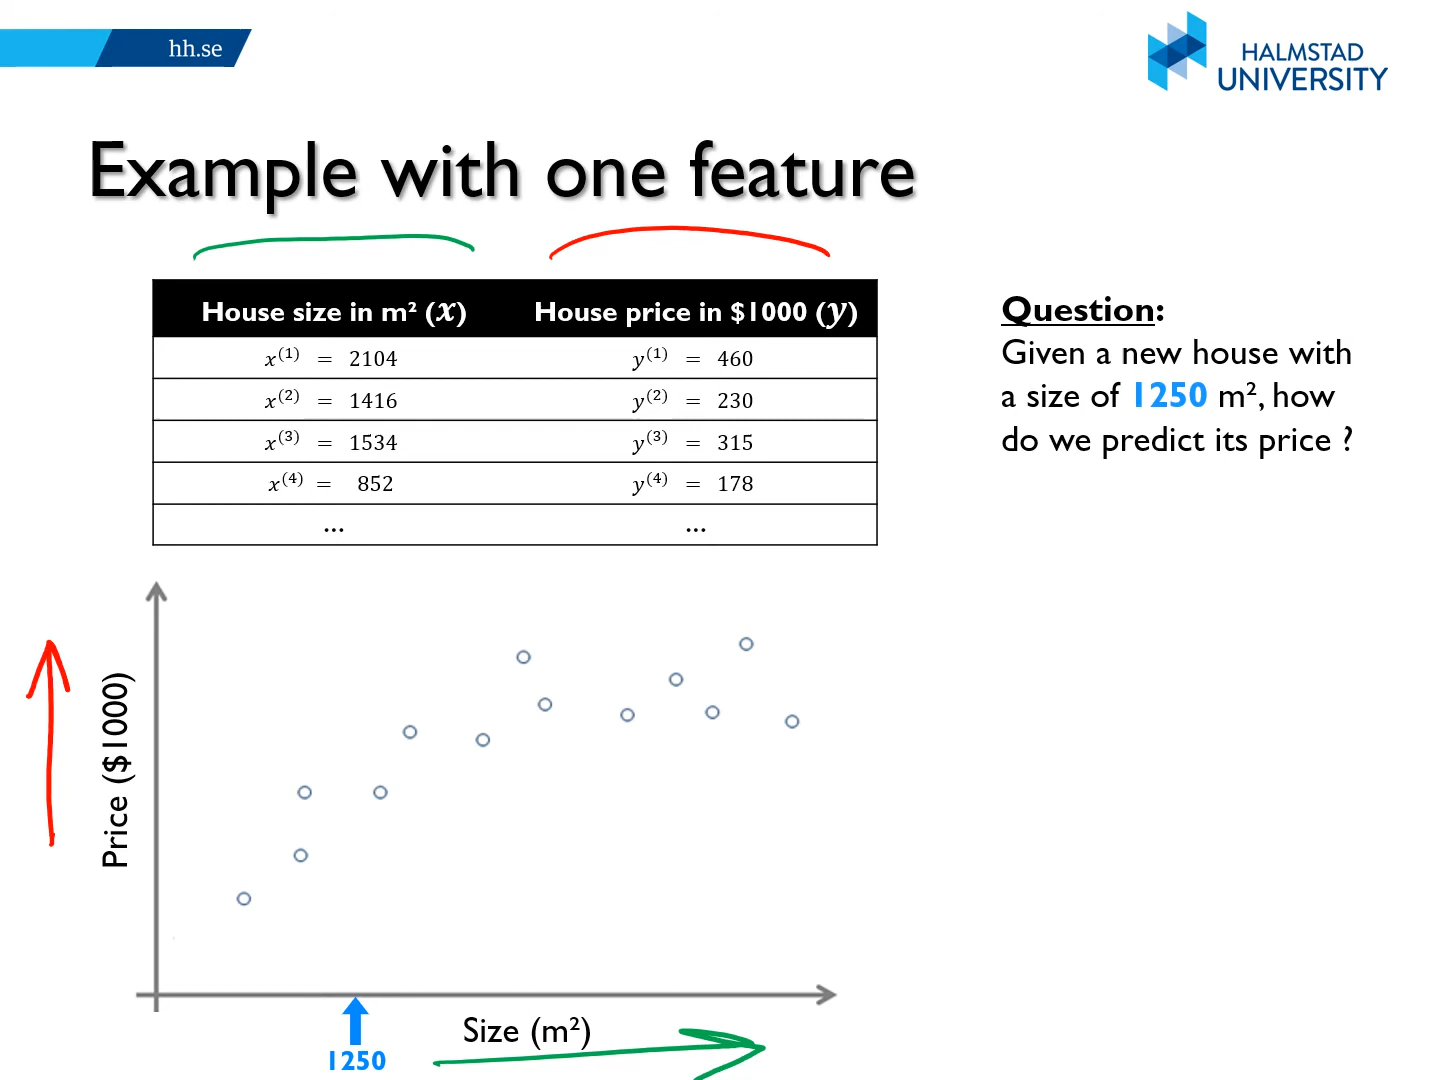 hh.se
HALMSTAD
UNIVERSITY
Example with one feature
House size in m² (x) House price in $1000 (y)
x⁽¹⁾ = 2104 y⁽¹⁾ = 460
x⁽²⁾ = 1416 y⁽²⁾ = 230
x⁽³⁾ = 1534 y⁽³⁾ = 315
x⁽⁴⁾ = 852 y⁽⁴⁾ = 178
... ...
Question:
Given a new house with
a size of 1250 m², how
do we predict its price ?
Price ($1000)
Size (m²)
1250